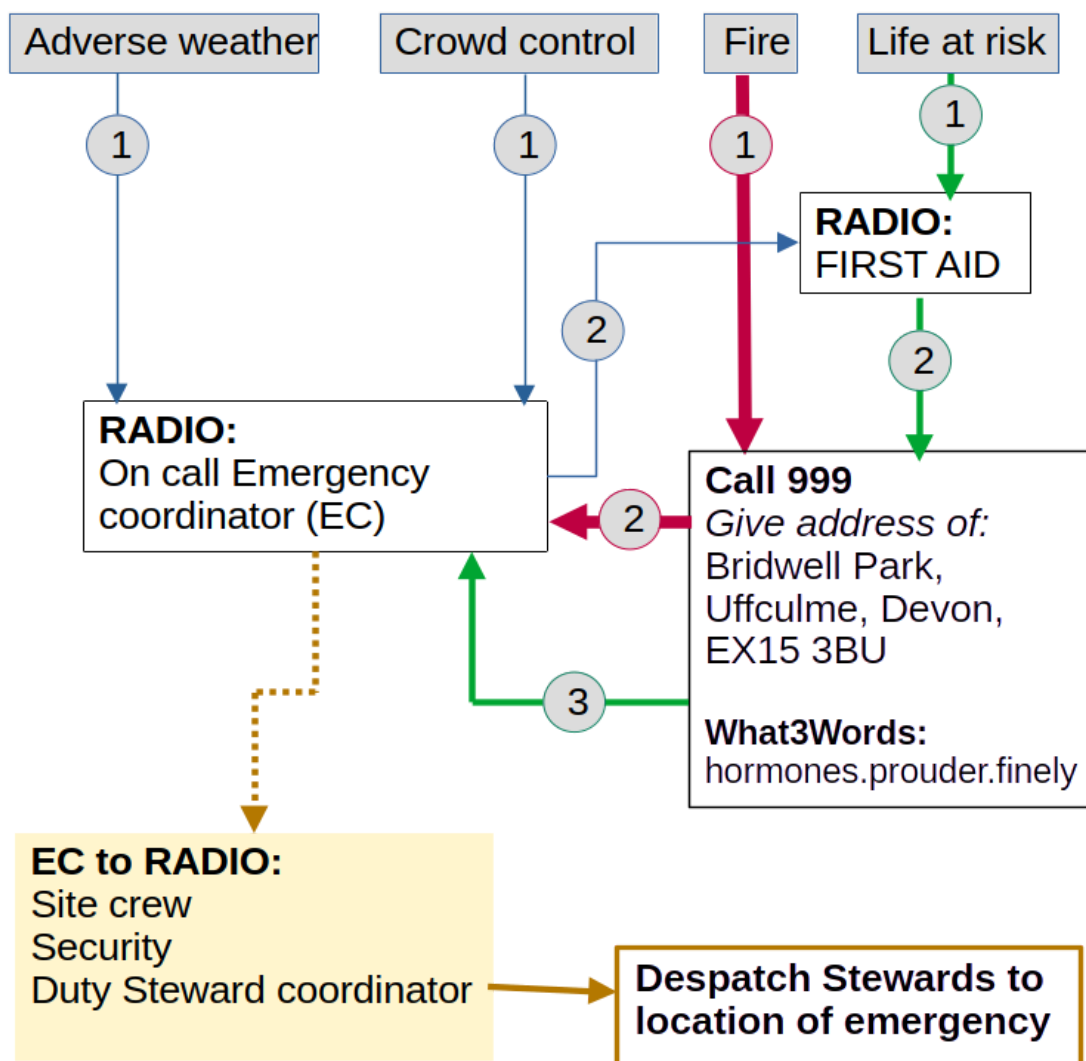 Adverse weather
Crowd control
Fire
Life at risk
1
1
1
1
RADIO:
FIRST AID
2
2
RADIO:
On call Emergency
coordinator (EC)
Call 999
Give address of:
Bridwell Park,
Uffculme, Devon,
EX15 3BU
2
3
What3Words:
hormones.prouder.finely
EC to RADIO:
Site crew
Security
Duty Steward coordinator
Despatch Stewards to
location of emergency